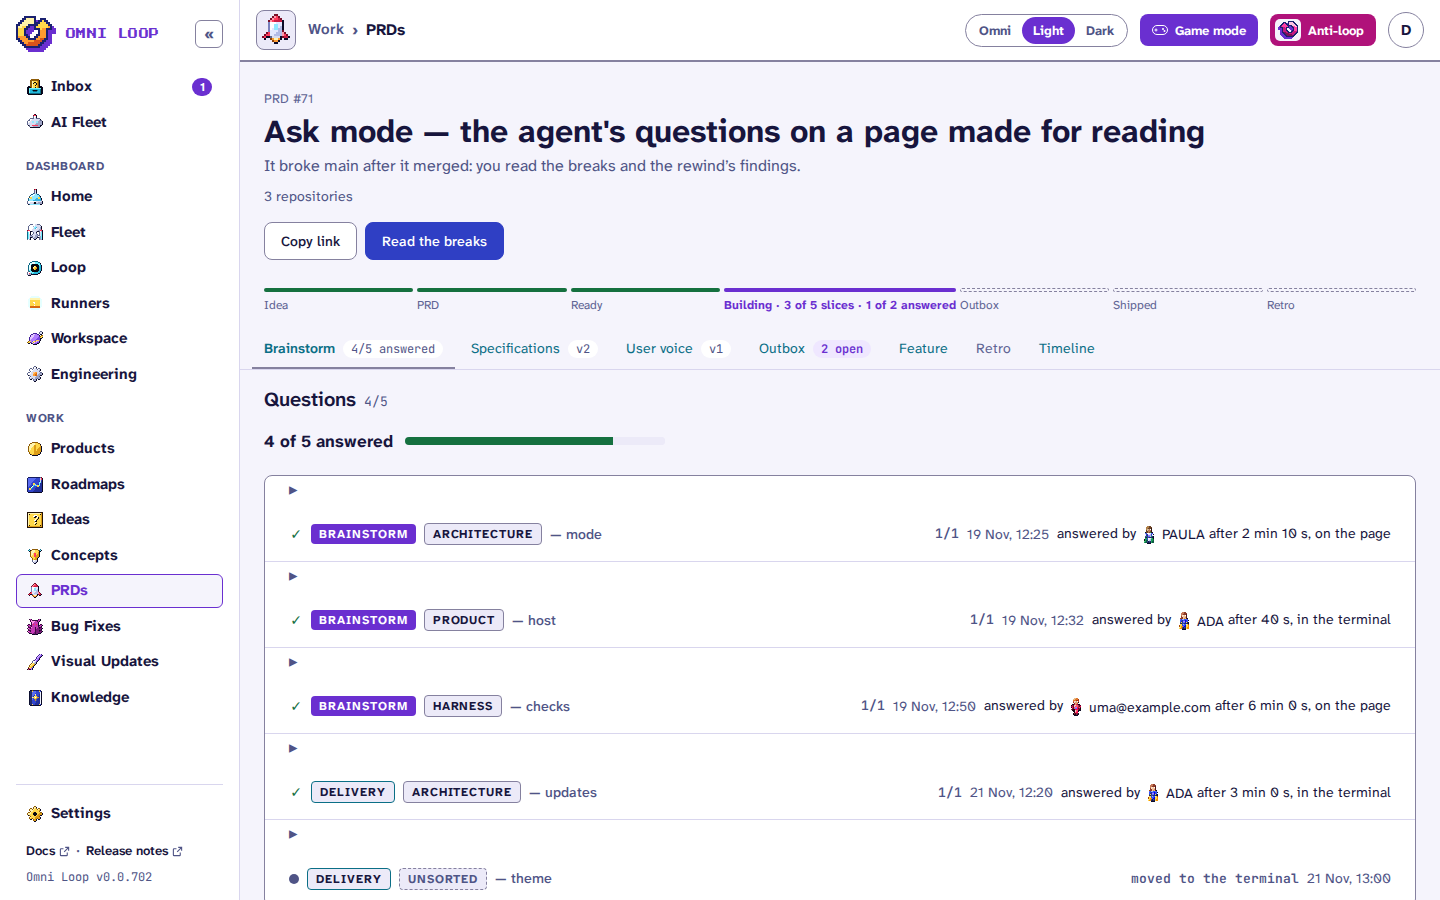 OMNI LOOP
«
Inbox
1
AI Fleet
DASHBOARD
Home
Fleet
Loop
Runners
Workspace
Engineering
WORK
Products
Roadmaps
Ideas
Concepts
PRDs
Bug Fixes
Visual Updates
Knowledge
Settings
Docs · Release notes
Omni Loop v0.0.702
Work › PRDs
Omni Light Dark
Game mode
Anti-loop
D
PRD #71
Ask mode — the agent's questions on a page made for reading
It broke main after it merged: you read the breaks and the rewind's findings.
3 repositories
Copy link
Read the breaks
Idea
PRD
Ready
Building · 3 of 5 slices · 1 of 2 answered
Outbox
Shipped
Retro
Brainstorm 4/5 answered
Specifications v2
User voice v1
Outbox 2 open
Feature
Retro
Timeline
Questions 4/5
4 of 5 answered
▶
✓ BRAINSTORM ARCHITECTURE — mode 1/1 19 Nov, 12:25 answered by PAULA after 2 min 10 s, on the page
▶
✓ BRAINSTORM PRODUCT — host 1/1 19 Nov, 12:32 answered by ADA after 40 s, in the terminal
▶
✓ BRAINSTORM HARNESS — checks 1/1 19 Nov, 12:50 answered by uma@example.com after 6 min 0 s, on the page
▶
✓ DELIVERY ARCHITECTURE — updates 1/1 21 Nov, 12:20 answered by ADA after 3 min 0 s, in the terminal
▶
● DELIVERY UNSORTED — theme moved to the terminal 21 Nov, 13:00